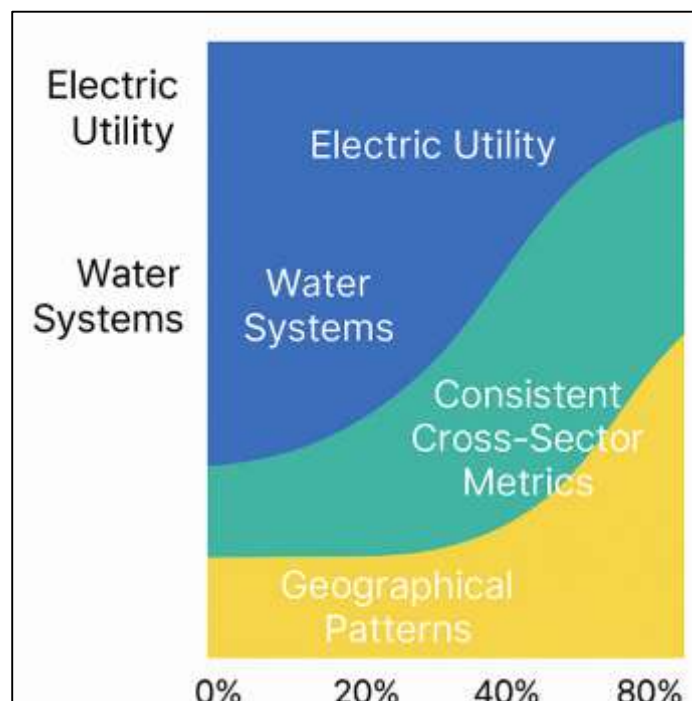 Electric
Utility
Electric Utility
Water
Systems
Water
Systems
Consistent
Cross-Sector
Metrics
Geographical
Patterns
0% 20% 40% 80%